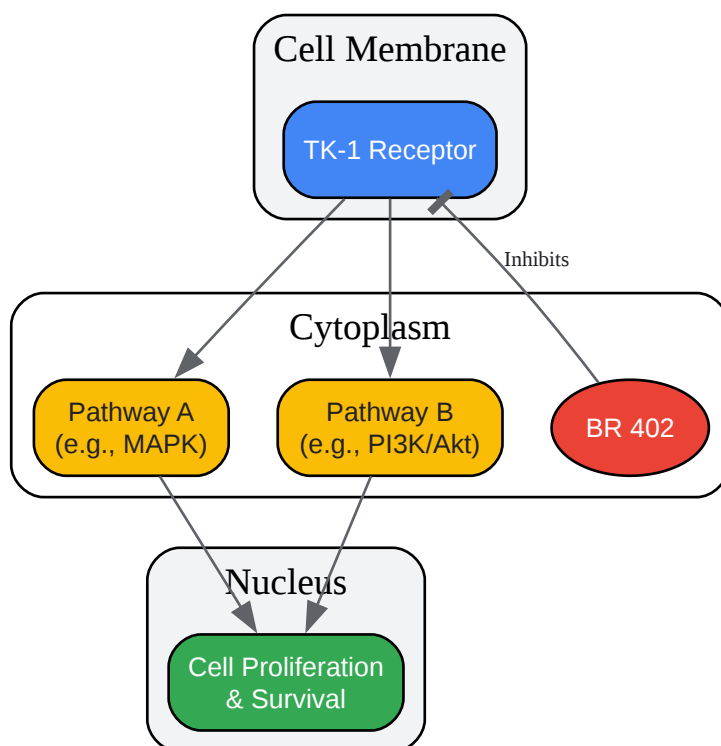 Cell Membrane
TK-1 Receptor
Inhibits
Cytoplasm
Pathway A
(e.g., MAPK)
Pathway B
(e.g., PI3K/Akt)
BR 402
Nucleus
Cell Proliferation
& Survival